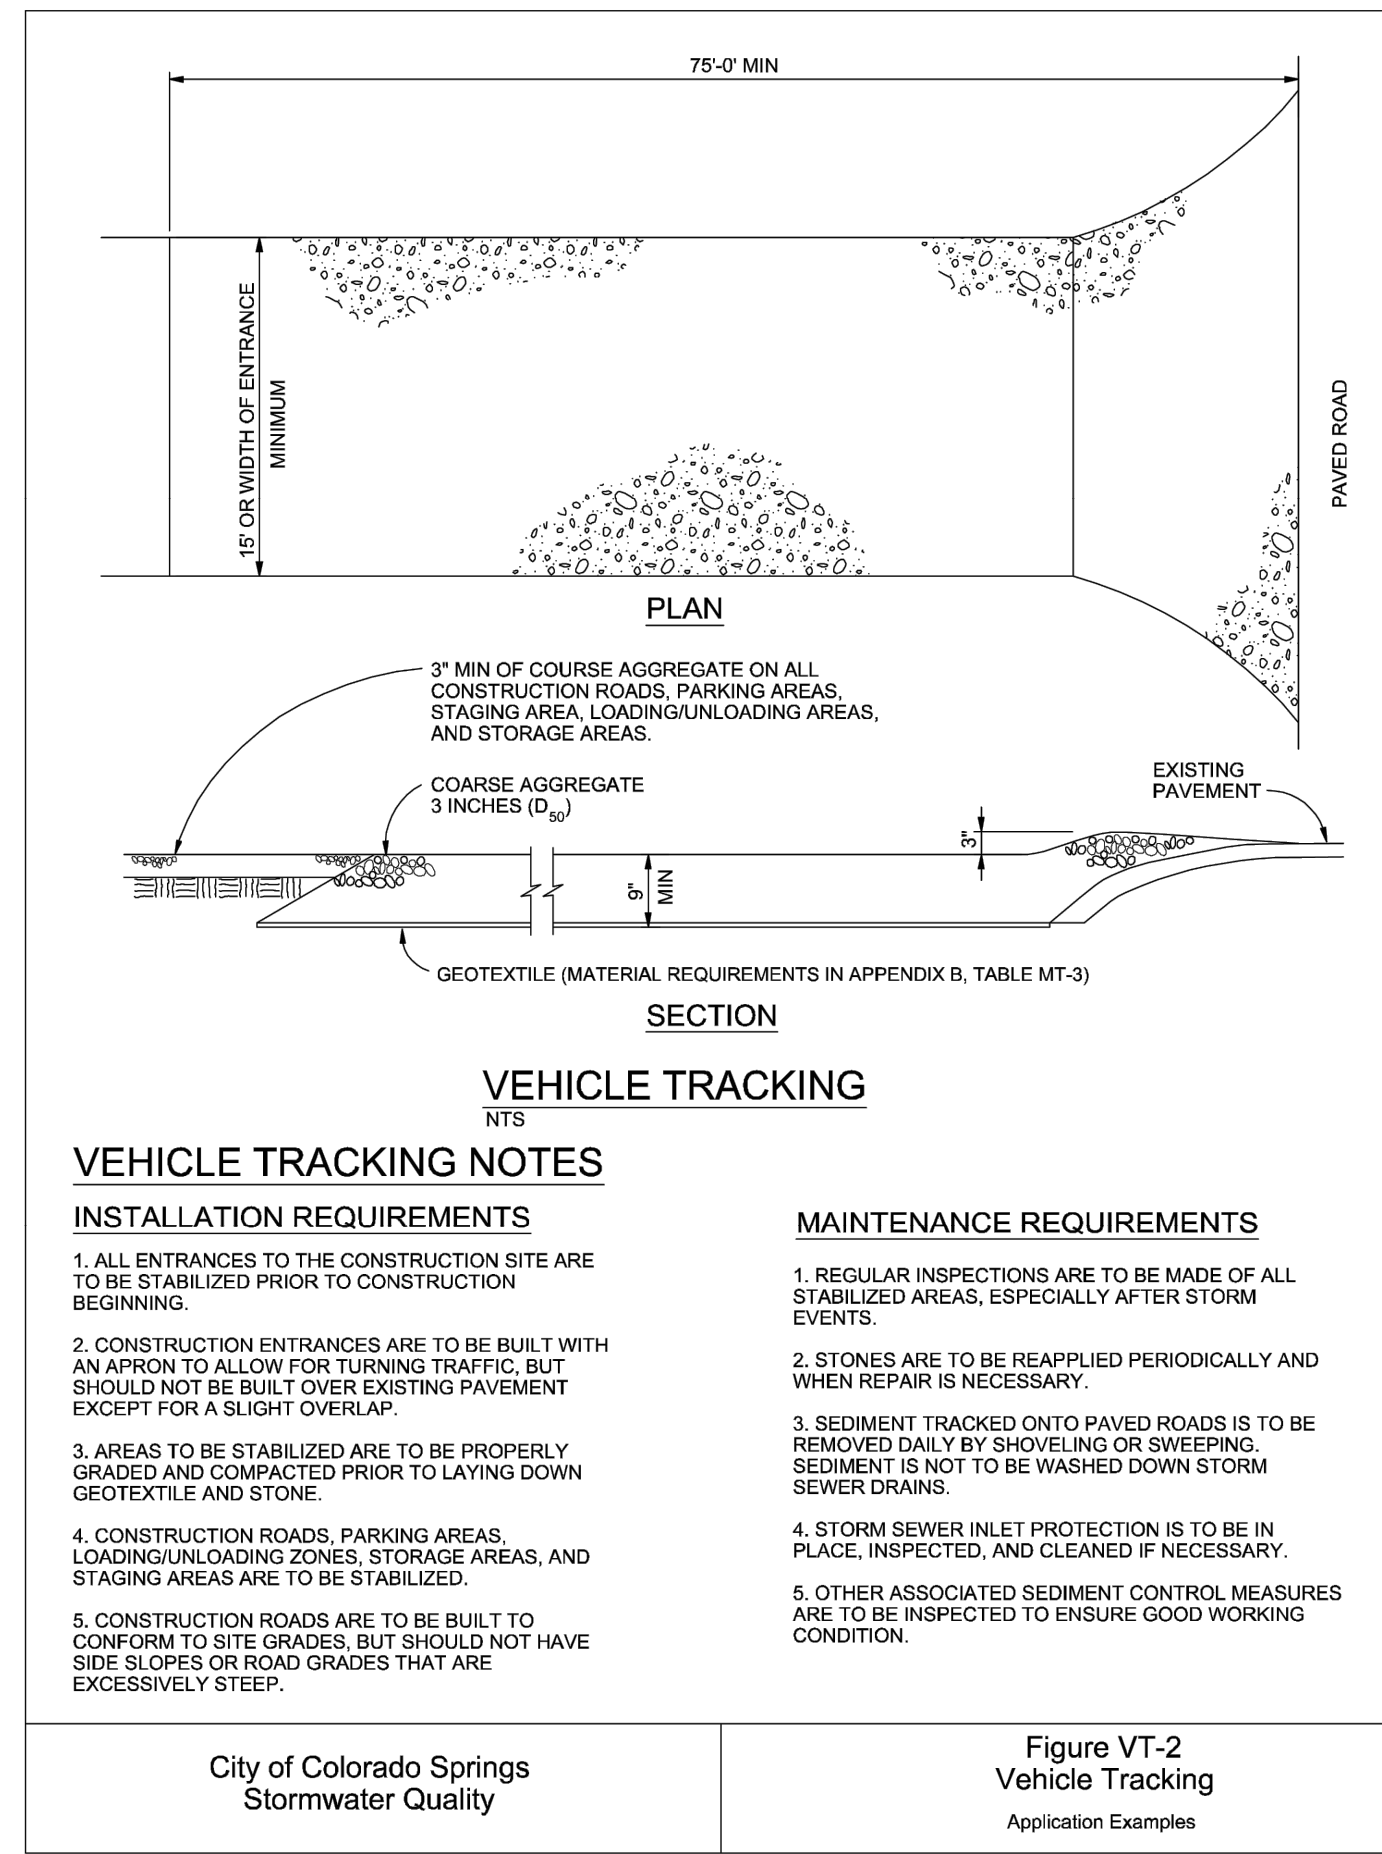 75'-0' MIN
15' OR WIDTH OF ENTRANCE
MINIMUM
PAVED ROAD
PLAN
3" MIN OF COURSE AGGREGATE ON ALL
CONSTRUCTION ROADS, PARKING AREAS,
STAGING AREA, LOADING/UNLOADING AREAS,
AND STORAGE AREAS.
COARSE AGGREGATE
3 INCHES (D50)
EXISTING
PAVEMENT
3"
9"
MIN
GEOTEXTILE (MATERIAL REQUIREMENTS IN APPENDIX B, TABLE MT-3)
SECTION
VEHICLE TRACKING
NTS
VEHICLE TRACKING NOTES
INSTALLATION REQUIREMENTS
1. ALL ENTRANCES TO THE CONSTRUCTION SITE ARE
TO BE STABILIZED PRIOR TO CONSTRUCTION
BEGINNING.
2. CONSTRUCTION ENTRANCES ARE TO BE BUILT WITH
AN APRON TO ALLOW FOR TURNING TRAFFIC, BUT
SHOULD NOT BE BUILT OVER EXISTING PAVEMENT
EXCEPT FOR A SLIGHT OVERLAP.
3. AREAS TO BE STABILIZED ARE TO BE PROPERLY
GRADED AND COMPACTED PRIOR TO LAYING DOWN
GEOTEXTILE AND STONE.
4. CONSTRUCTION ROADS, PARKING AREAS,
LOADING/UNLOADING ZONES, STORAGE AREAS, AND
STAGING AREAS ARE TO BE STABILIZED.
5. CONSTRUCTION ROADS ARE TO BE BUILT TO
CONFORM TO SITE GRADES, BUT SHOULD NOT HAVE
SIDE SLOPES OR ROAD GRADES THAT ARE
EXCESSIVELY STEEP.
MAINTENANCE REQUIREMENTS
1. REGULAR INSPECTIONS ARE TO BE MADE OF ALL
STABILIZED AREAS, ESPECIALLY AFTER STORM
EVENTS.
2. STONES ARE TO BE REAPPLIED PERIODICALLY AND
WHEN REPAIR IS NECESSARY.
3. SEDIMENT TRACKED ONTO PAVED ROADS IS TO BE
REMOVED DAILY BY SHOVELING OR SWEEPING.
SEDIMENT IS NOT TO BE WASHED DOWN STORM
SEWER DRAINS.
4. STORM SEWER INLET PROTECTION IS TO BE IN
PLACE, INSPECTED, AND CLEANED IF NECESSARY.
5. OTHER ASSOCIATED SEDIMENT CONTROL MEASURES
ARE TO BE INSPECTED TO ENSURE GOOD WORKING
CONDITION.
City of Colorado Springs
Stormwater Quality
Figure VT-2
Vehicle Tracking
Application Examples